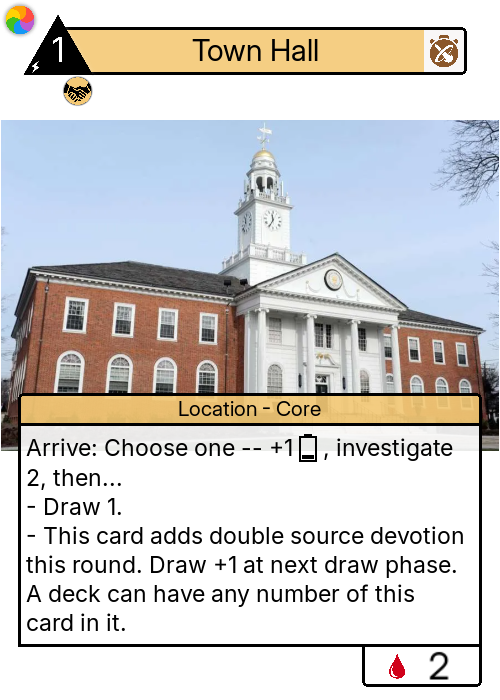 1
Town Hall
Location - Core
Arrive: Choose one -- +1 , investigate
2, then...
- Draw 1.
- This card adds double source devotion
this round. Draw +1 at next draw phase.
A deck can have any number of this
card in it.
2